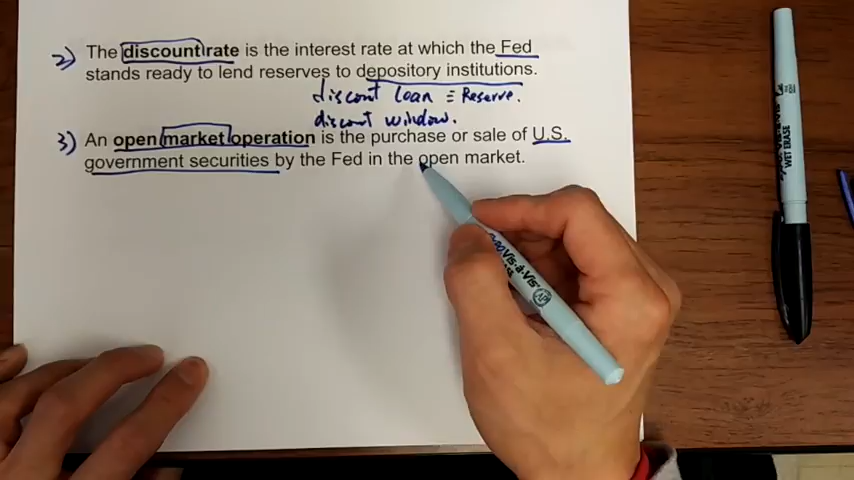 2) The discount rate is the interest rate at which the Fed
stands ready to lend reserves to depository institutions.
discount loan ≡ Reserve.
discount window.
3) An open market operation is the purchase or sale of U.S.
government securities by the Fed in the open market.
Vis-à-Vis
WET ERASE